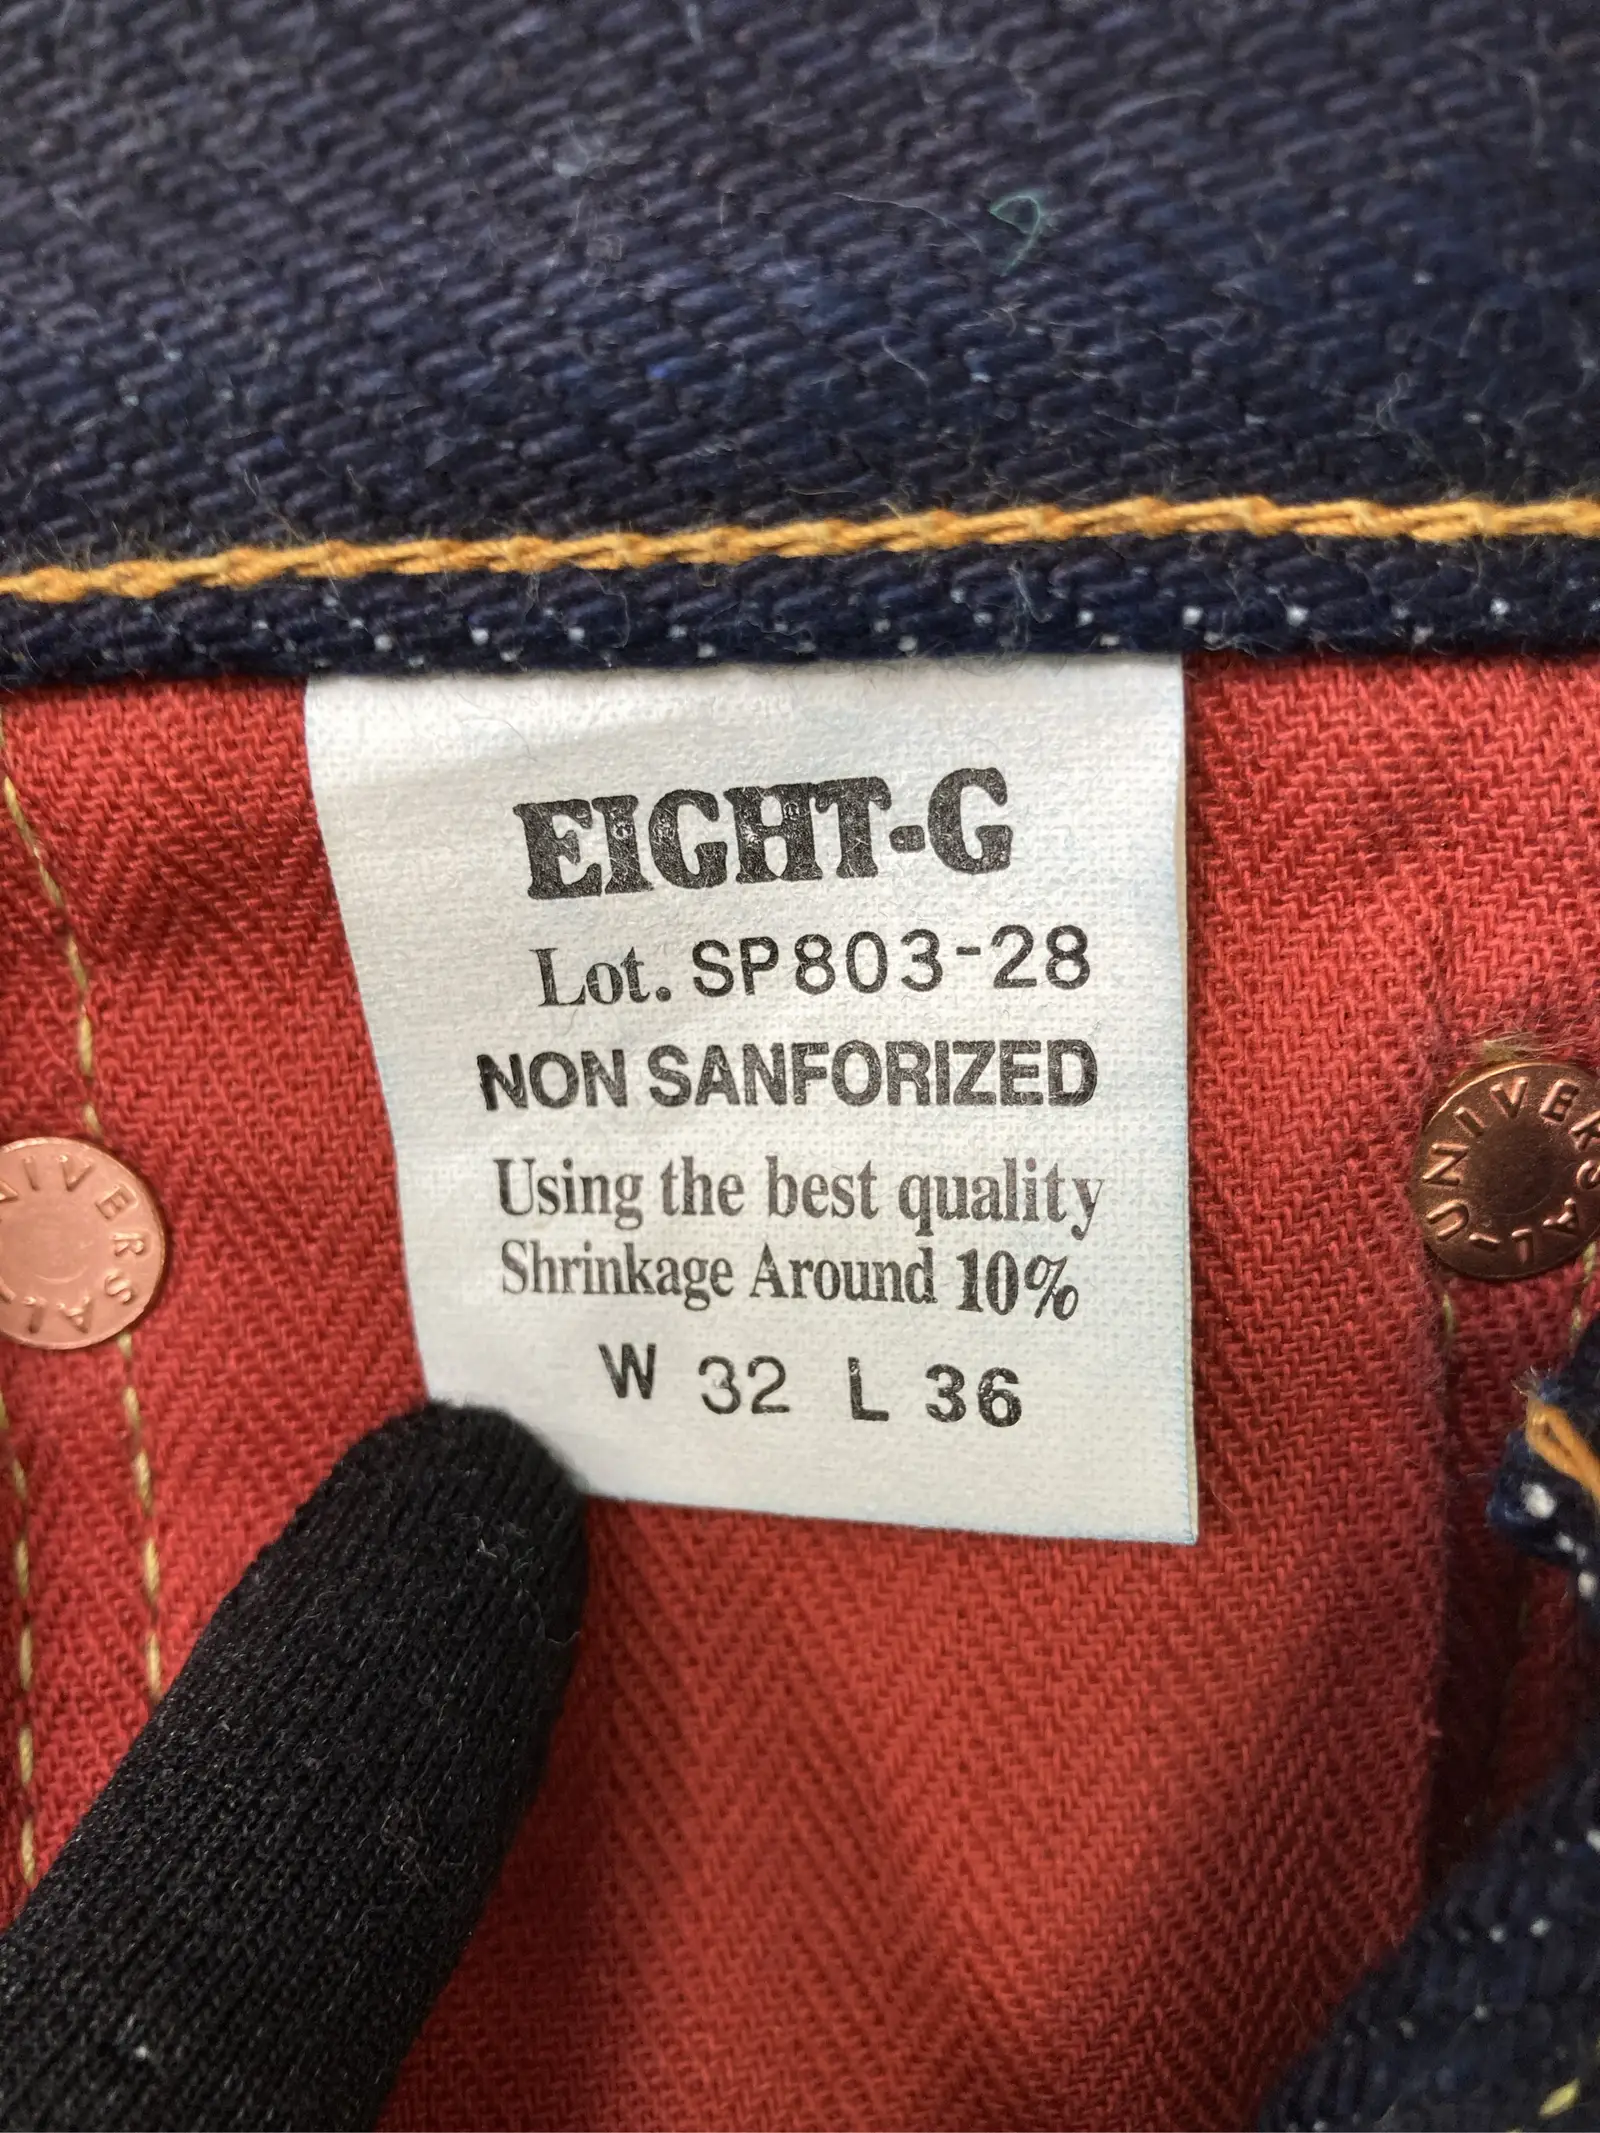 EIGHT-G
Lot. SP803-28
NON SANFORIZED
Using the best quality
Shrinkage Around 10%
W 32 L 36
UNIVERSAL
UNIVERSAL